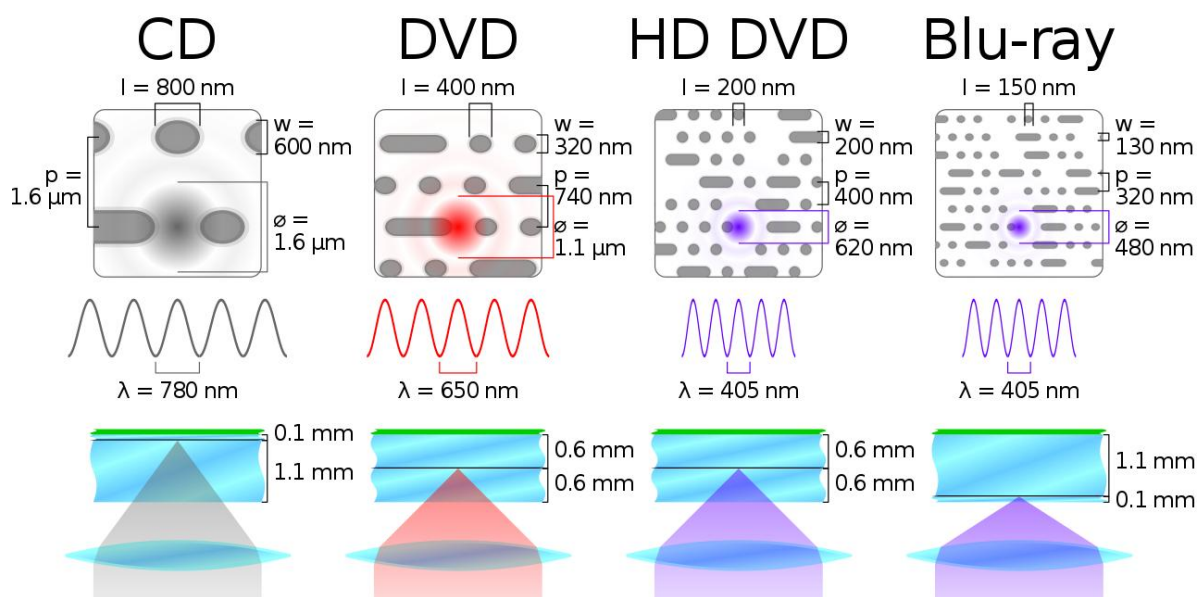 CD
l = 800 nm
w =
600 nm
p =
1.6 µm
ø =
1.6 µm
λ = 780 nm
0.1 mm
1.1 mm
DVD
l = 400 nm
w =
320 nm
p =
740 nm
ø =
1.1 µm
λ = 650 nm
0.6 mm
0.6 mm
HD DVD
l = 200 nm
w =
200 nm
p =
400 nm
ø =
620 nm
λ = 405 nm
0.6 mm
0.6 mm
Blu-ray
l = 150 nm
w =
130 nm
p =
320 nm
ø =
480 nm
λ = 405 nm
1.1 mm
0.1 mm